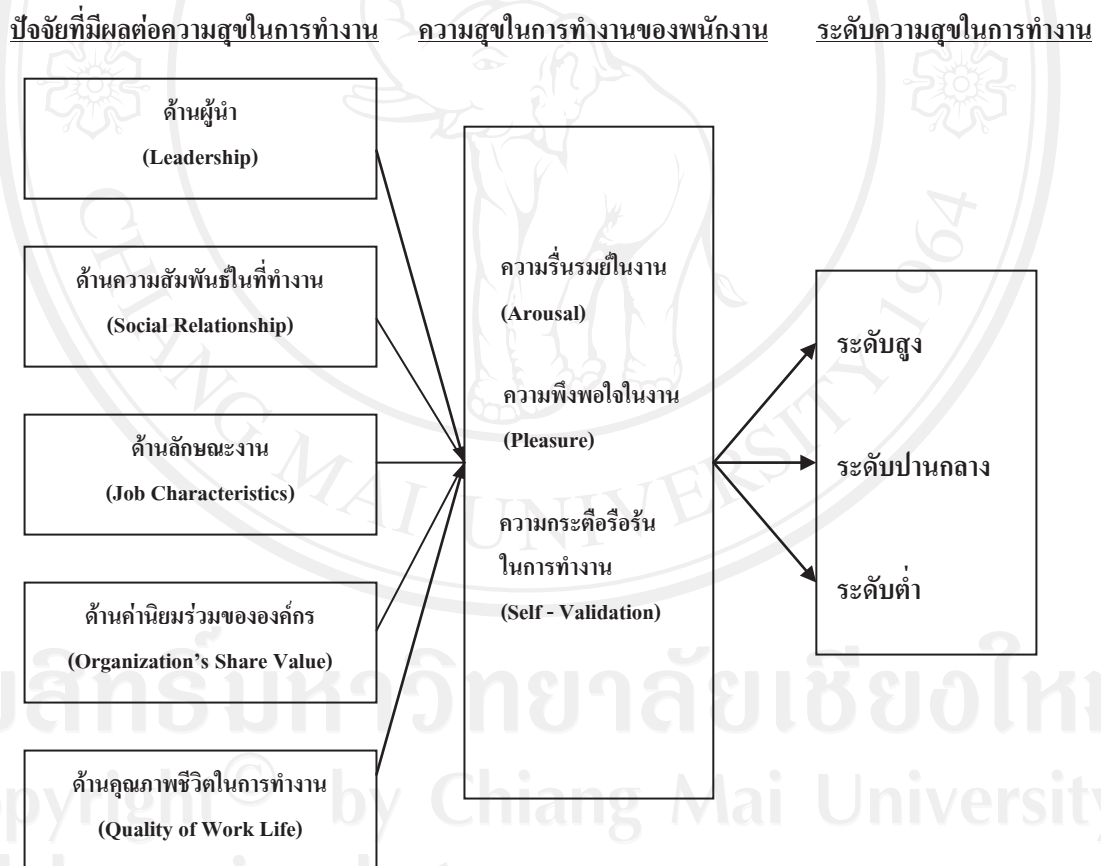 ปัจจัยที่มีผลต่อความสุขในการทำงาน
ความสุขในการทำงานของพนักงาน
ระดับความสุขในการทำงาน
ด้านผู้นำ
(Leadership)
ด้านความสัมพันธ์ในที่ทำงาน
(Social Relationship)
ด้านลักษณะงาน
(Job Characteristics)
ด้านค่านิยมร่วมขององค์กร
(Organization’s Share Value)
ด้านคุณภาพชีวิตในการทำงาน
(Quality of Work Life)
ความรื่นรมย์ในงาน
(Arousal)
ความพึงพอใจในงาน
(Pleasure)
ความกระตือรือร้น
ในการทำงาน
(Self - Validation)
ระดับสูง
ระดับปานกลาง
ระดับต่ำ
CHIANG MAI UNIVERSITY 1964
มหาวิทยาลัยเชียงใหม่
© by Chiang Mai University